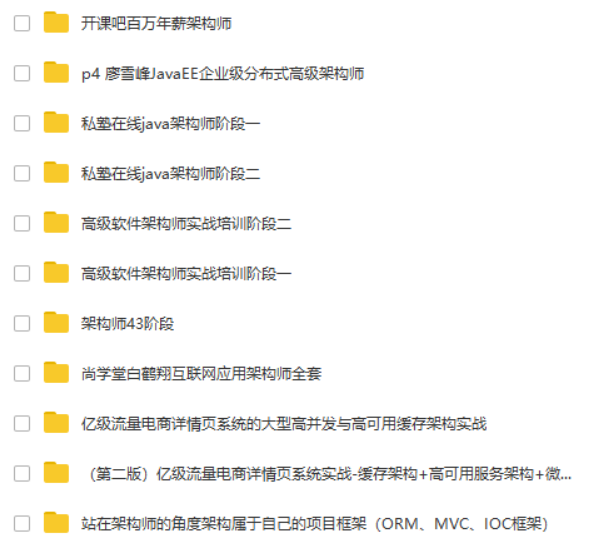 开课吧百万年薪架构师
p4 廖雪峰JavaEE企业级分布式高级架构师
私塾在线java架构师阶段一
私塾在线java架构师阶段二
高级软件架构师实战培训阶段二
高级软件架构师实战培训阶段一
架构师43阶段
尚学堂白鹤翔互联网应用架构师全套
亿级流量电商详情页系统的大型高并发与高可用缓存架构实战
（第二版）亿级流量电商详情页系统实战-缓存架构+高可用服务架构+微...
站在架构师的角度架构属于自己的项目框架（ORM、MVC、IOC框架）